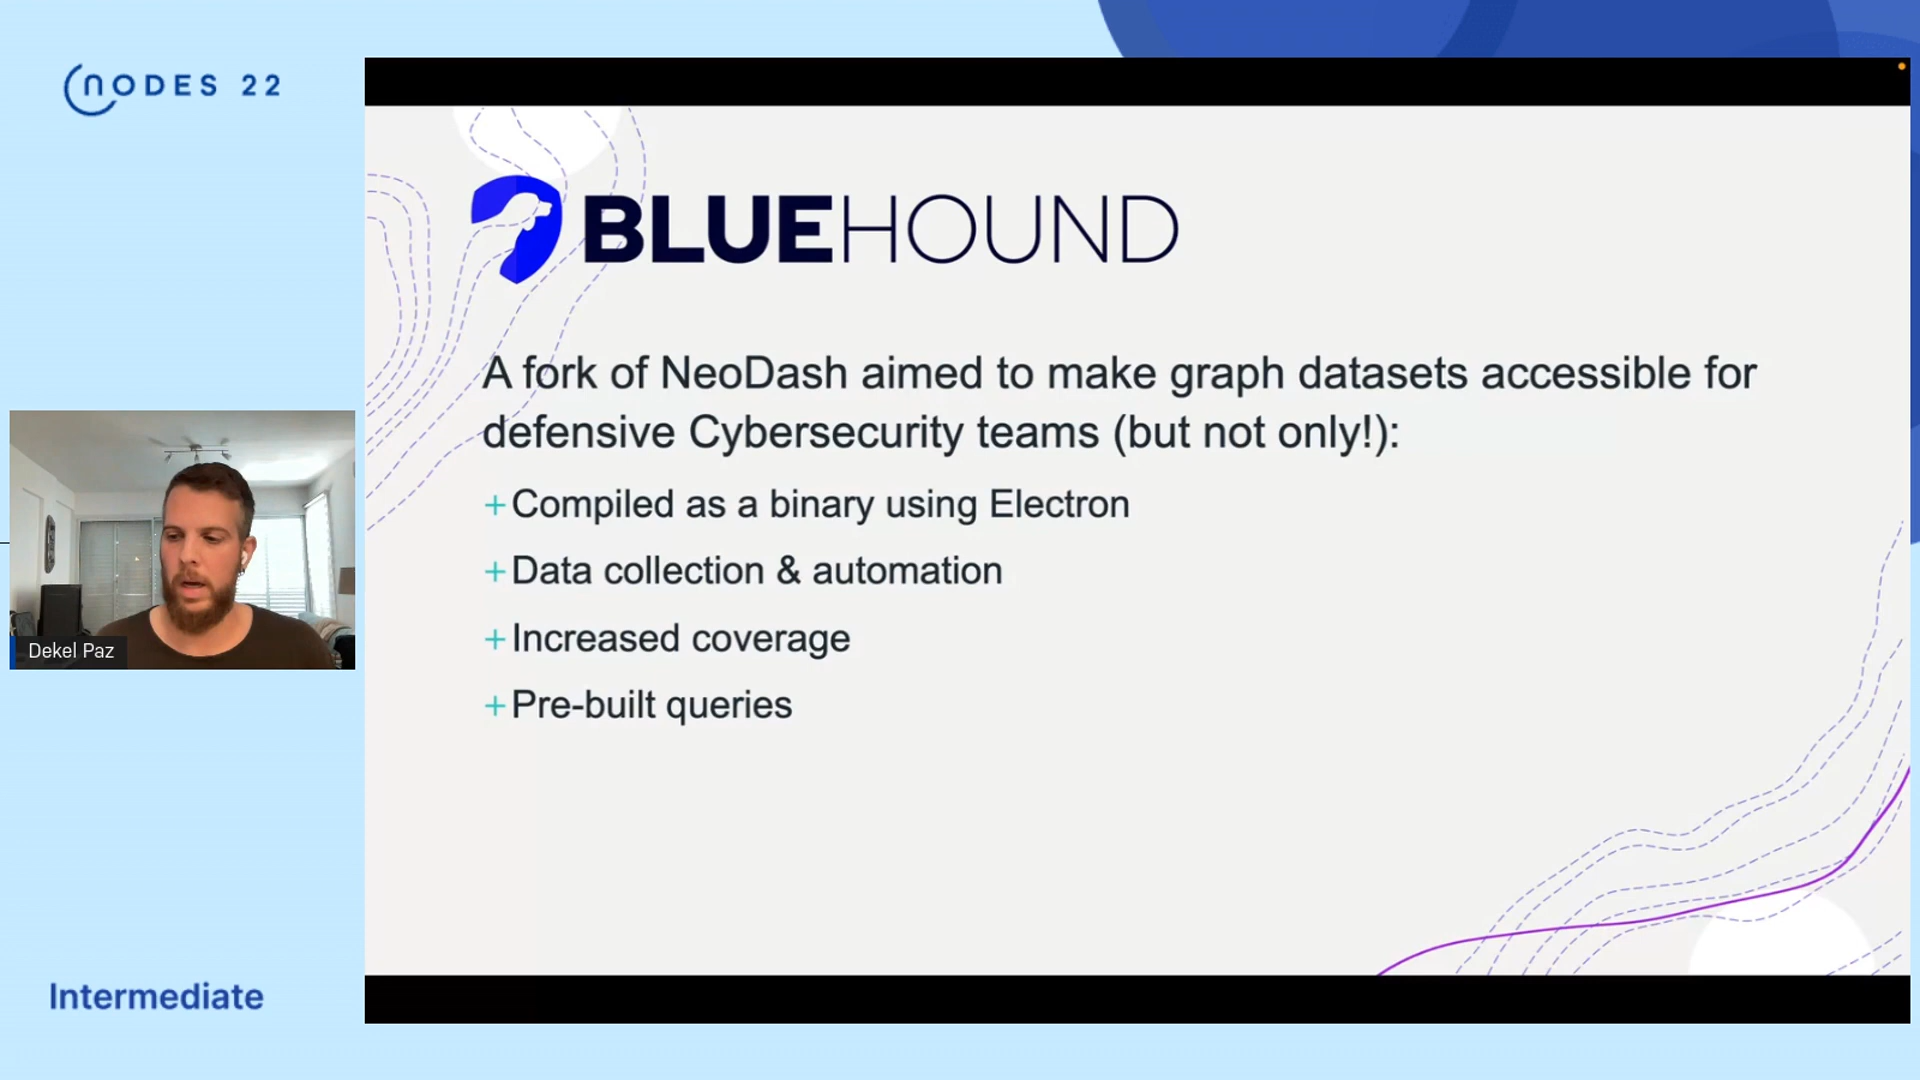 NODES 22
BLUEHOUND
A fork of NeoDash aimed to make graph datasets accessible for
defensive Cybersecurity teams (but not only!):
+ Compiled as a binary using Electron
+ Data collection & automation
+ Increased coverage
+ Pre-built queries
Dekel Paz
Intermediate